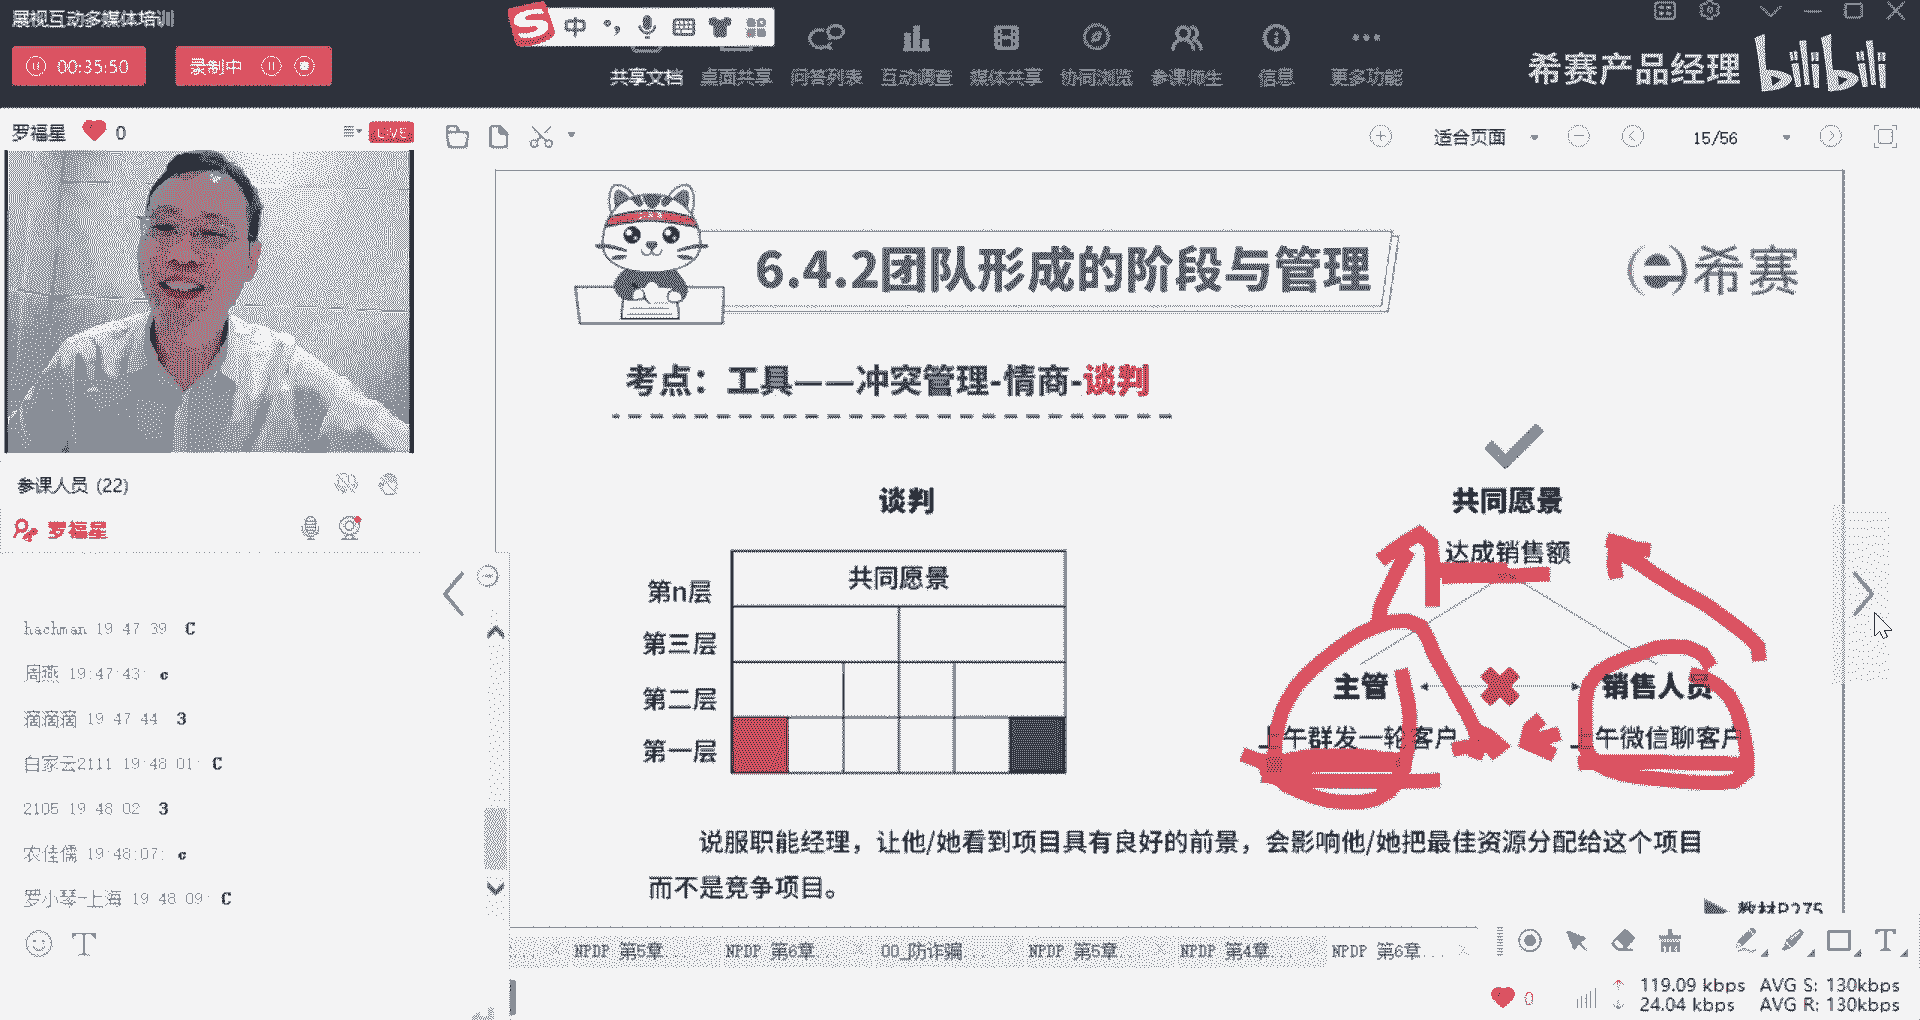 展视互动多媒体培训
00:35:50
录制中
中
共享文档
桌面共享
问答列表
互动调查
媒体共享
协同浏览
参课师生
信息
更多功能
希赛产品经理
bilibili
罗福星
0
LIVE
适合页面
15/56
6.4.2团队形成的阶段与管理
希赛
考点：工具——冲突管理-情商-谈判
谈判
第n层
共同愿景
第三层
第二层
第一层
共同愿景
达成销售额
主管
销售人员
上午群发一轮客户
上午微信聊客户
说服职能经理，让他/她看到项目具有良好的前景，会影响他/她把最佳资源分配给这个项目
而不是竞争项目。
教材P275
参课人员 (22)
罗福星
hachman 19:47:39 C
周燕 19:47:43: c
滴滴滴 19:47:44 3
白家云2111 19:48:01: C
2105 19:48:02 3
农佳儒 19:48:07: c
罗小琴-上海 19:48:09: C
NPDP 第5章...
NPDP 第6章...
00_防诈骗...
NPDP 第5章...
NPDP 第4章...
NPDP 第6章...
0
119.09 kbps AVG S: 130kbps
24.04 kbps AVG R: 130kbps